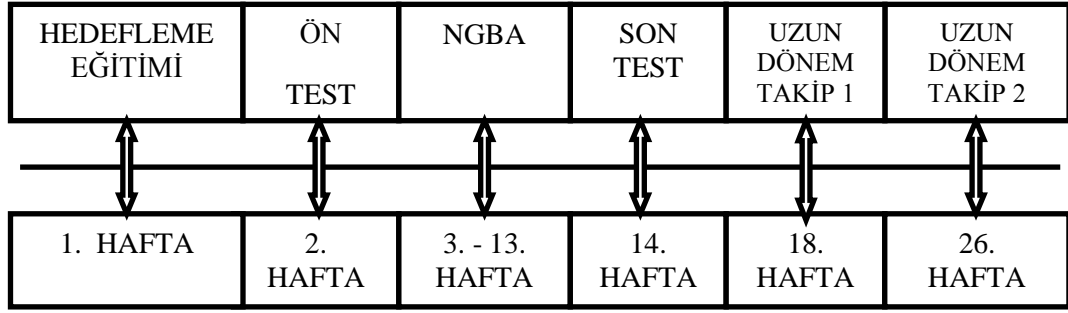 HEDEFLEME
EĞİTİMİ
ÖN
TEST
NGBA
SON
TEST
UZUN
DÖNEM
TAKİP 1
UZUN
DÖNEM
TAKİP 2
1. HAFTA
2.
HAFTA
3. - 13.
HAFTA
14.
HAFTA
18.
HAFTA
26.
HAFTA